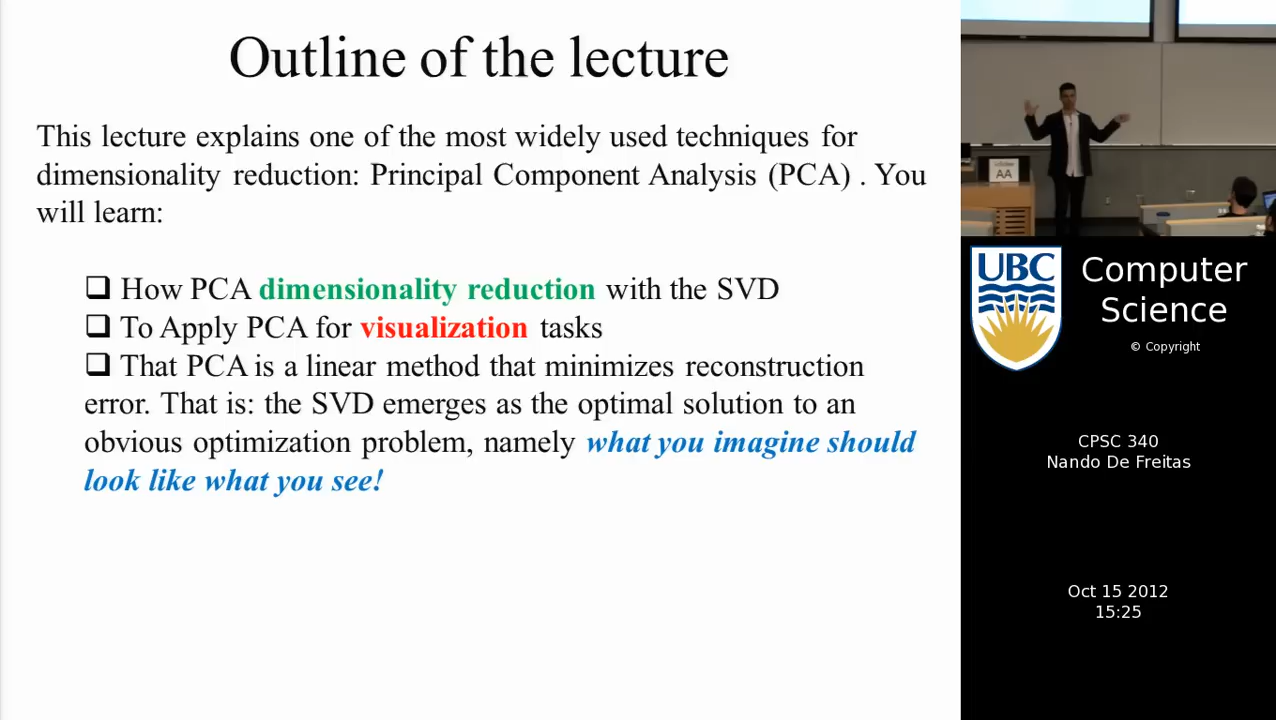 Outline of the lecture
This lecture explains one of the most widely used techniques for
dimensionality reduction: Principal Component Analysis (PCA) . You
will learn:
❑ How PCA dimensionality reduction with the SVD
❑ To Apply PCA for visualization tasks
❑ That PCA is a linear method that minimizes reconstruction
error. That is: the SVD emerges as the optimal solution to an
obvious optimization problem, namely what you imagine should
look like what you see!
AA
UBC
Computer
Science
© Copyright
CPSC 340
Nando De Freitas
Oct 15 2012
15:25